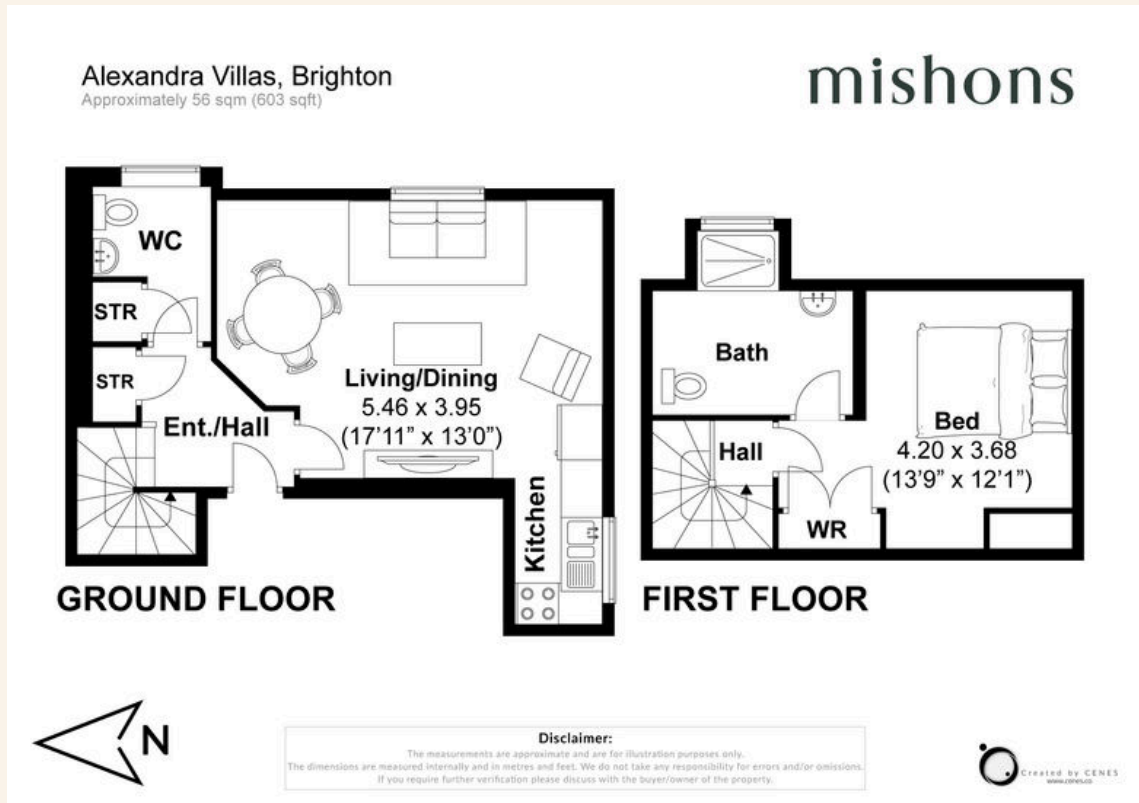 Alexandra Villas, Brighton
Approximately 56 sqm (603 sqft)
mishons
WC
STR
STR
Ent./Hall
Living/Dining
5.46 x 3.95
(17'11" x 13'0")
Kitchen
GROUND FLOOR
Bath
Hall
Bed
4.20 x 3.68
(13'9" x 12'1")
WR
FIRST FLOOR
N
Disclaimer:
The measurements are approximate and are for illustration purposes only.
The dimensions are measured internally and in metres and feet. We do not take any responsibility for errors and/or omissions.
If you require further verification please discuss with the buyer/owner of the property.
Created by CENES
www.cenes.co